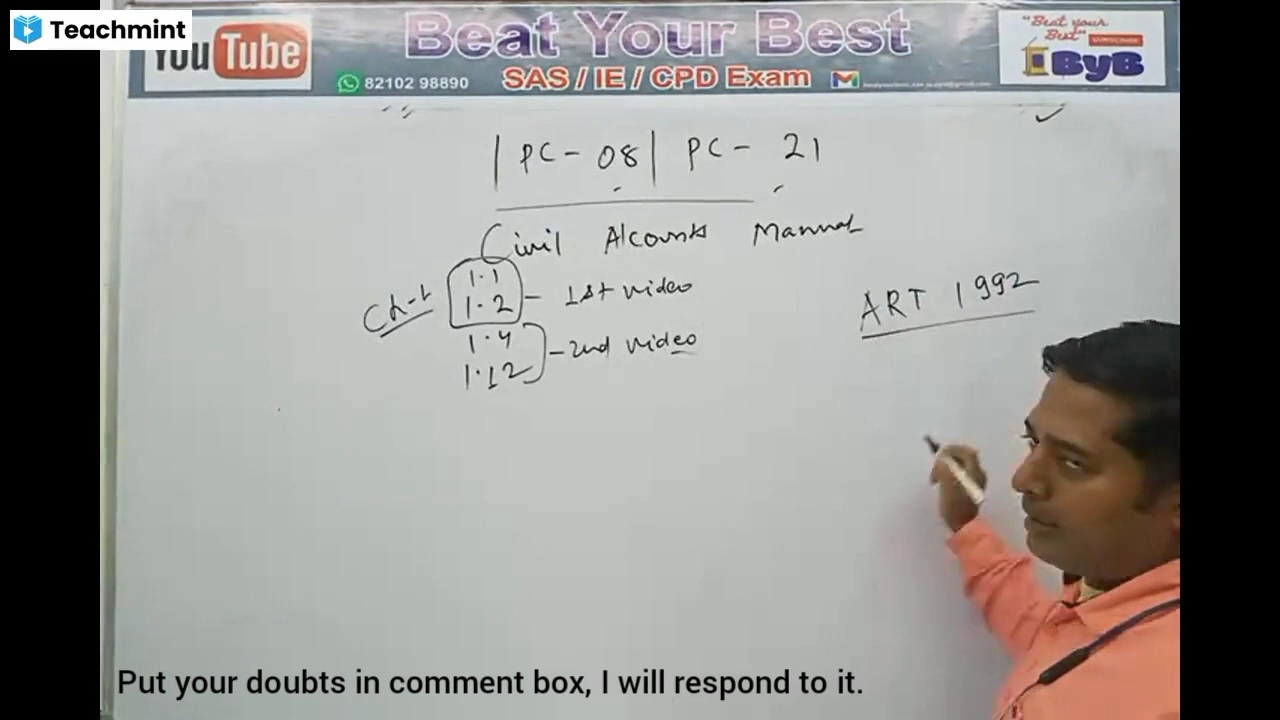 Teachmint
YouTube
Beat Your Best
SAS / IE / CPD Exam
82102 98890
"Beat your Best"
SUBSCRIBE
ByB
PC - 08 | PC - 21
Civil Accounts Manual
Ch-1
1.1
1.2 - 1st video
1.4
1.12 - 2nd video
ART 1992
Put your doubts in comment box, I will respond to it.